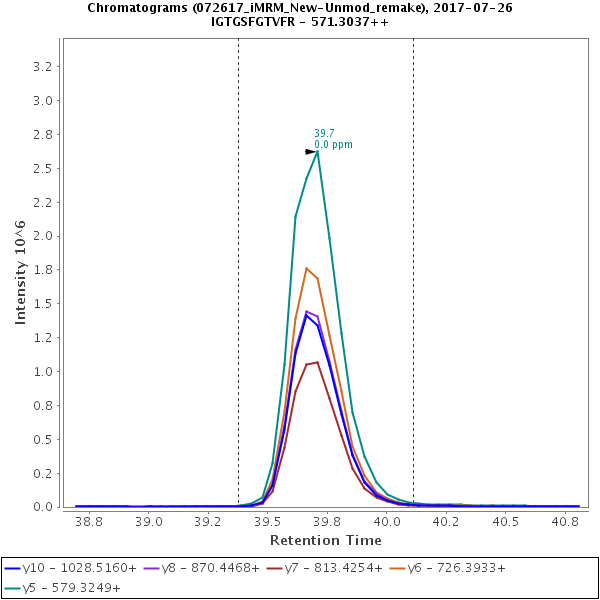 Chromatograms (072617_iMRM_New-Unmod_remake), 2017-07-26
IGTGSFGTVFR - 571.3037++
3.2
3.0
2.8
2.5
2.2
2.0
1.8
1.5
1.2
1.0
0.8
0.5
0.2
0.0
Intensity 10^6
39.7
0.0 ppm
38.8 39.0 39.2 39.5 39.8 40.0 40.2 40.5 40.8
Retention Time
y10 - 1028.5160+ y8 - 870.4468+ y7 - 813.4254+ y6 - 726.3933+
y5 - 579.3249+